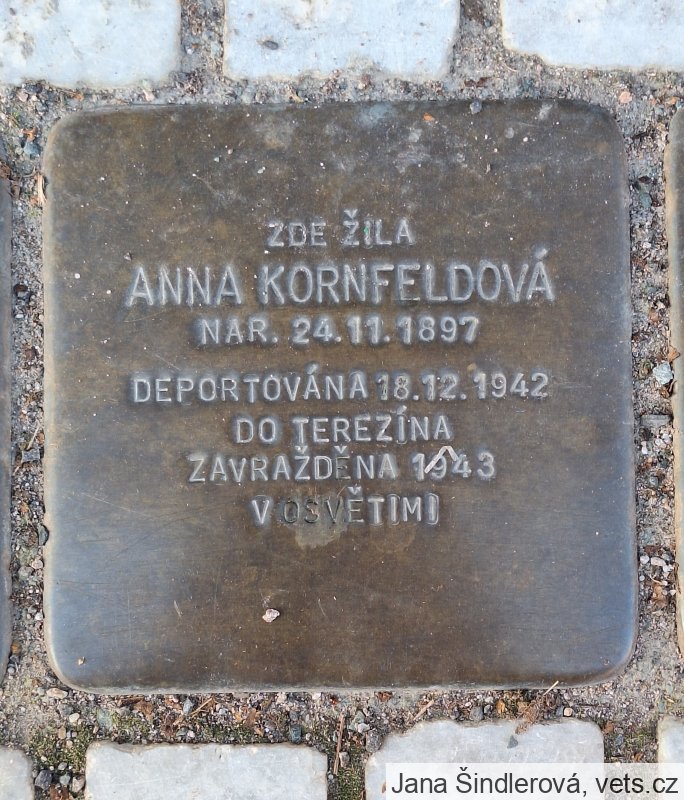 ZDE ŽILA
ANNA KORNFELDOVÁ
NAR. 24.11.1897
DEPORTOVÁNA 18.12.1942
DO TEREZÍNA
ZAVRAŽDĚNA 1943
V OSVĚTIMI
Jana Šindlerová, vets.cz